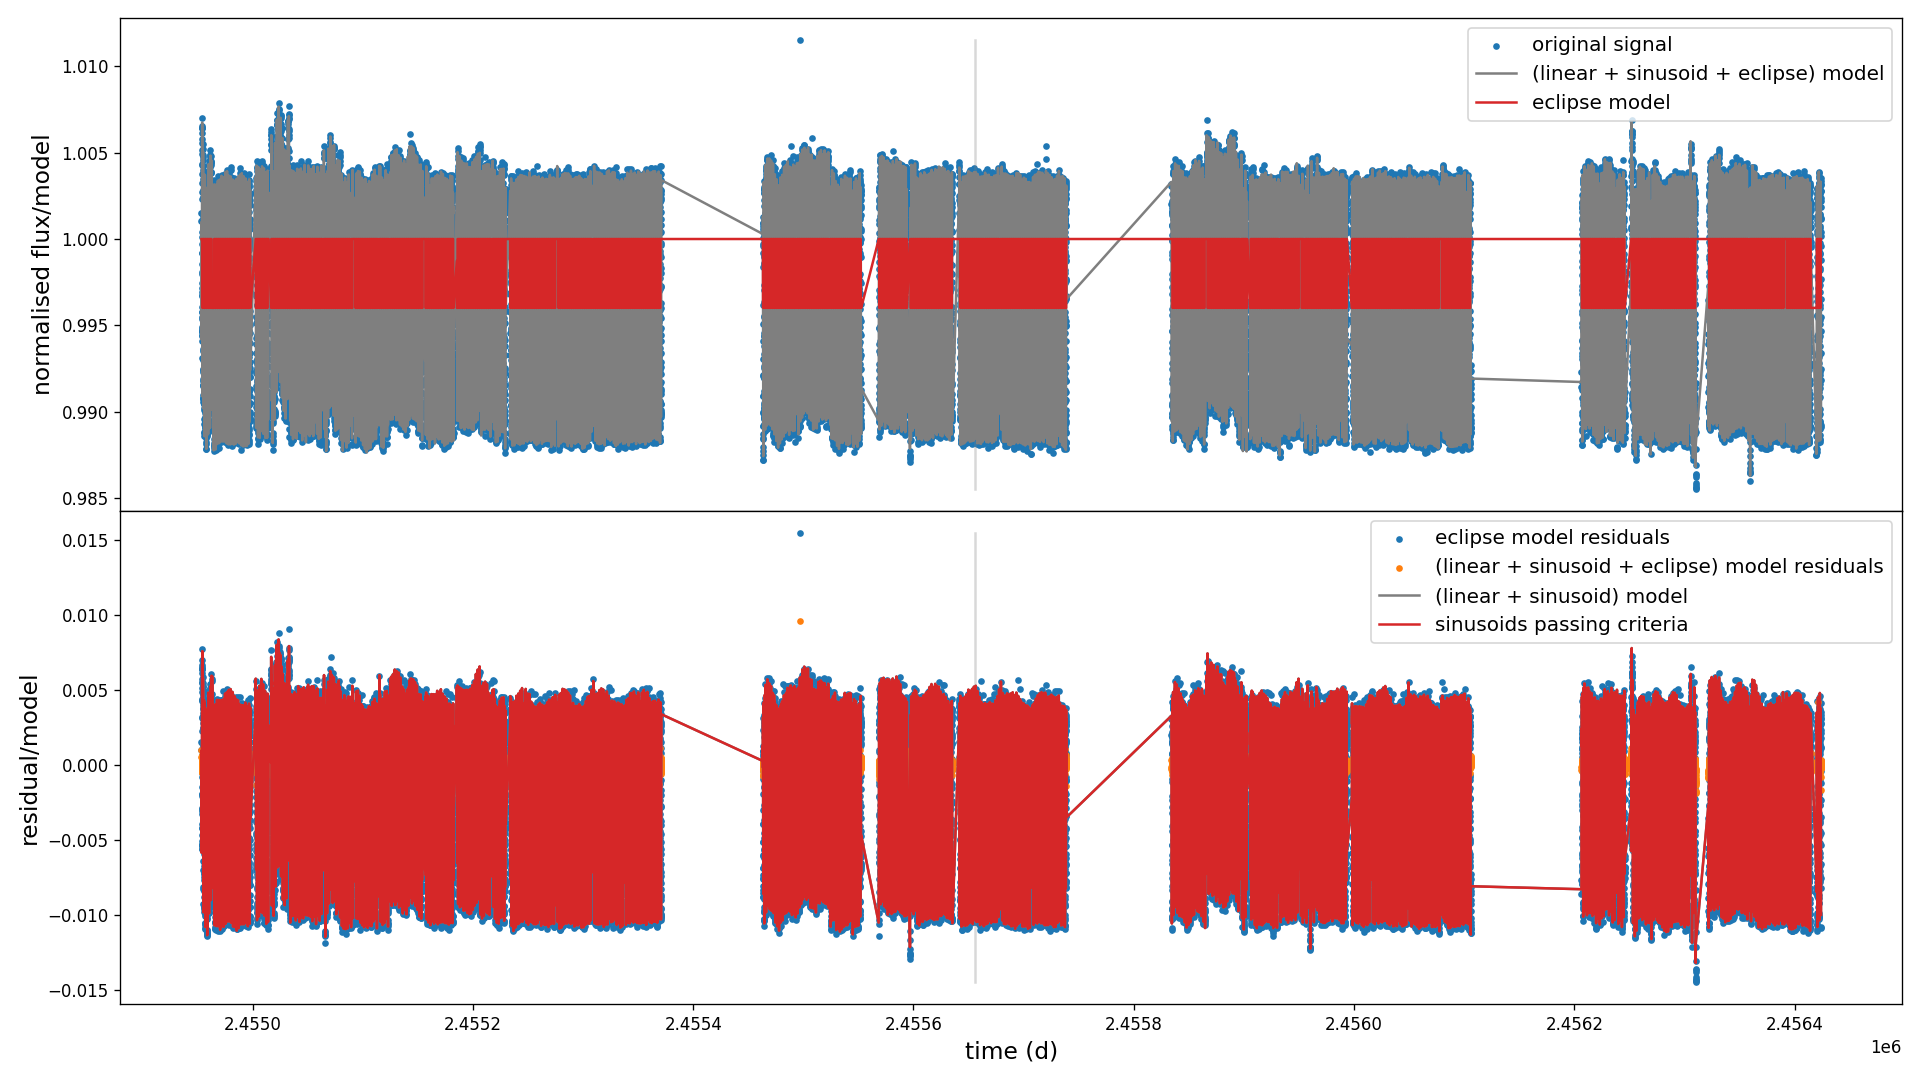 original signal
(linear + sinusoid + eclipse) model
eclipse model
normalised flux/model
1.010
1.005
1.000
0.995
0.990
0.985
eclipse model residuals
(linear + sinusoid + eclipse) model residuals
(linear + sinusoid) model
sinusoids passing criteria
residual/model
0.015
0.010
0.005
0.000
−0.005
−0.010
−0.015
2.4550 2.4552 2.4554 2.4556 2.4558 2.4560 2.4562 2.4564
time (d)
1e6